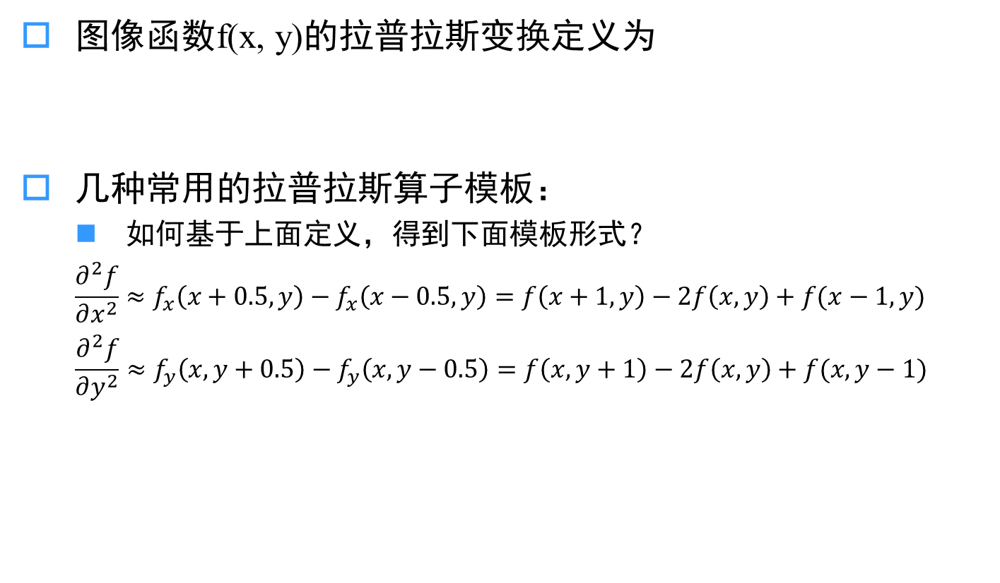 图像函数f(x, y)的拉普拉斯变换定义为
几种常用的拉普拉斯算子模板：
如何基于上面定义，得到下面模板形式？
∂²f/∂x² ≈ fₓ(x + 0.5, y) − fₓ(x − 0.5, y) = f(x + 1, y) − 2f(x, y) + f(x − 1, y)
∂²f/∂y² ≈ f_y(x, y + 0.5) − f_y(x, y − 0.5) = f(x, y + 1) − 2f(x, y) + f(x, y − 1)